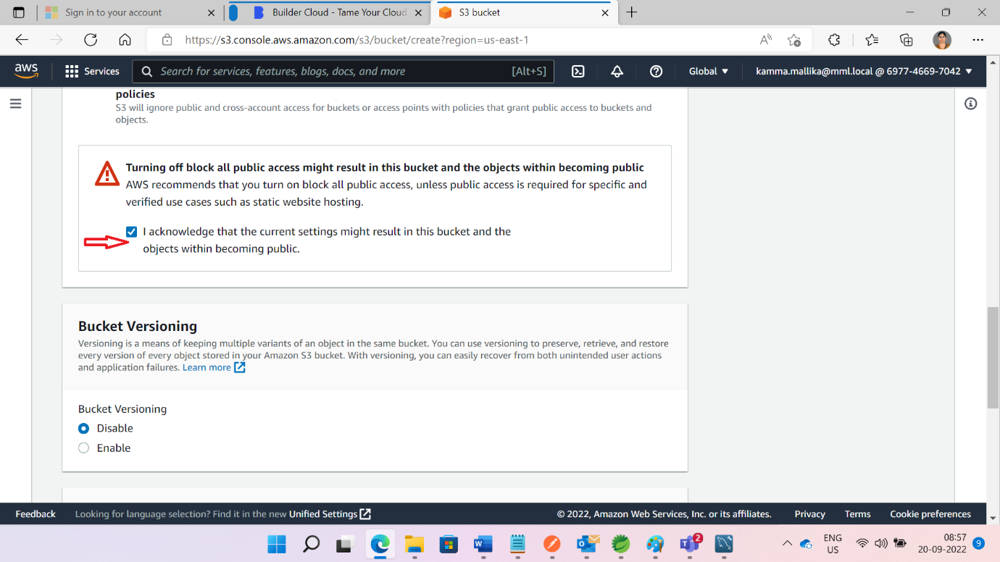 Sign in to your account
Builder Cloud - Tame Your Cloud
S3 bucket
https://s3.console.aws.amazon.com/s3/bucket/create?region=us-east-1
aws
Services
Search for services, features, blogs, docs, and more
[Alt+S]
Global
kamma.mallika@mml.local @ 6977-4669-7042
policies
S3 will ignore public and cross-account access for buckets or access points with policies that grant public access to buckets and
objects.
Turning off block all public access might result in this bucket and the objects within becoming public
AWS recommends that you turn on block all public access, unless public access is required for specific and
verified use cases such as static website hosting.
I acknowledge that the current settings might result in this bucket and the
objects within becoming public.
Bucket Versioning
Versioning is a means of keeping multiple variants of an object in the same bucket. You can use versioning to preserve, retrieve, and restore
every version of every object stored in your Amazon S3 bucket. With versioning, you can easily recover from both unintended user actions
and application failures. Learn more
Bucket Versioning
Disable
Enable
Feedback
Looking for language selection? Find it in the new Unified Settings
© 2022, Amazon Web Services, Inc. or its affiliates.
Privacy
Terms
Cookie preferences
2
ENG
US
08:57
20-09-2022
9